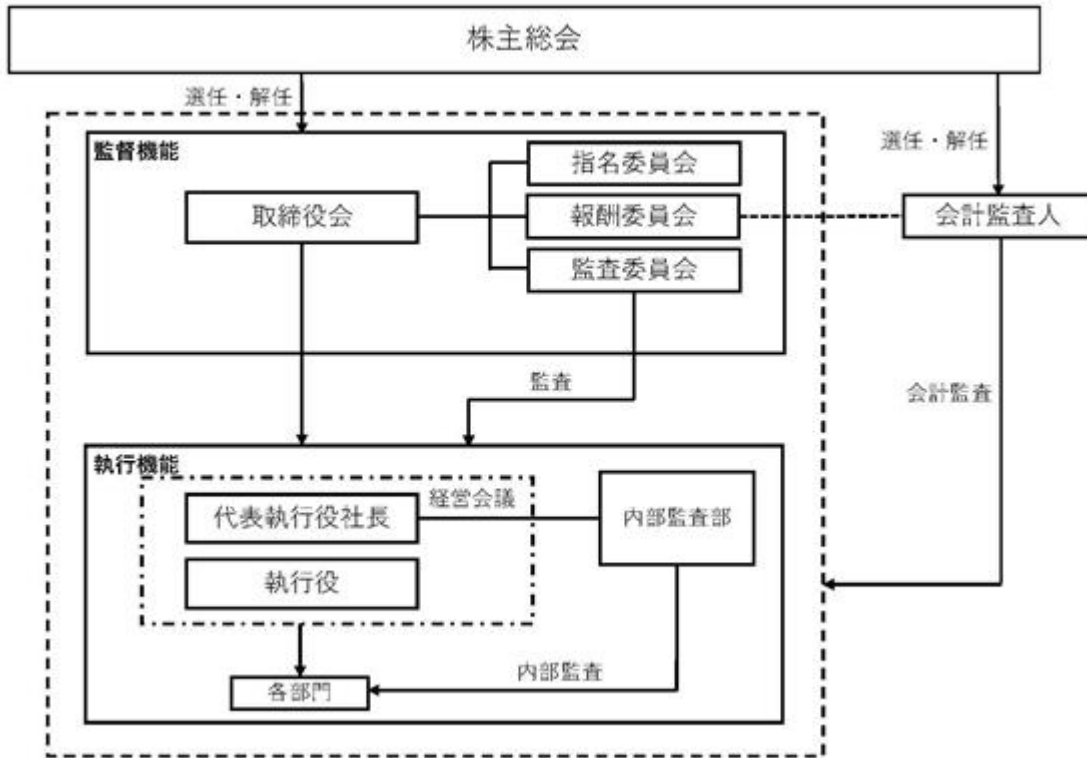 株主総会
選任・解任
選任・解任
監督機能
指名委員会
取締役会
報酬委員会
会計監査人
監査委員会
監査
会計監査
執行機能
経営会議
代表執行役社長
内部監査部
執行役
内部監査
各部門